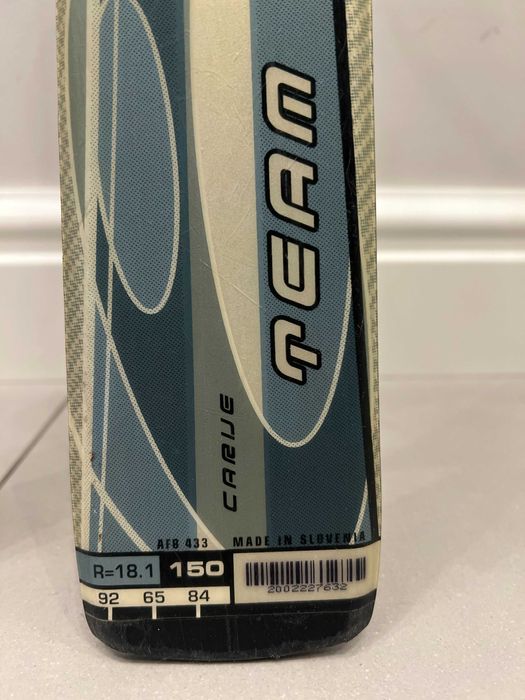 TEAM
CARVE
AFB 433 MADE IN SLOVENIA
R=18.1 150
2002227632
92 65 84